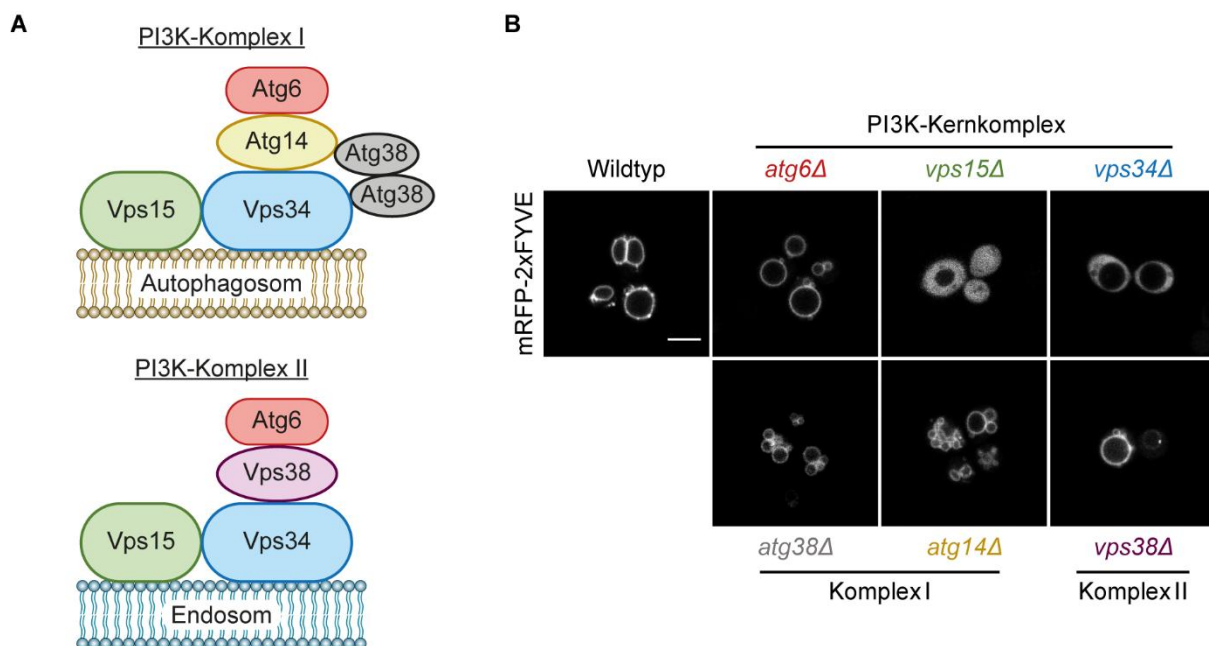 A
PI3K-Komplex I
Atg6
Atg14
Atg38
Atg38
Vps15
Vps34
Autophagosom
PI3K-Komplex II
Atg6
Vps38
Vps15
Vps34
Endosom
B
PI3K-Kernkomplex
Wildtyp
atg6Δ
vps15Δ
vps34Δ
mRFP-2xFYVE
atg38Δ
atg14Δ
vps38Δ
Komplex I
Komplex II